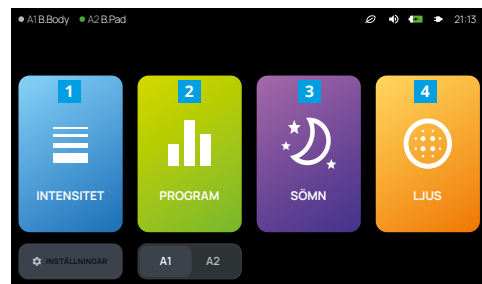 A1 B.Body A2 B.Pad 21:13
1 2 3 4
INTENSITET PROGRAM SÖMN LJUS
INSTÄLLNINGAR A1 A2